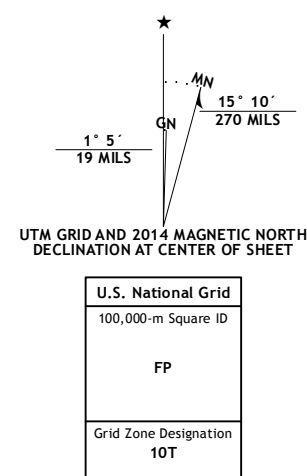 MN
GN
15° 10´
270 MILS
1° 5´
19 MILS
UTM GRID AND 2014 MAGNETIC NORTH
DECLINATION AT CENTER OF SHEET
U.S. National Grid
100,000-m Square ID
FP
Grid Zone Designation
10T